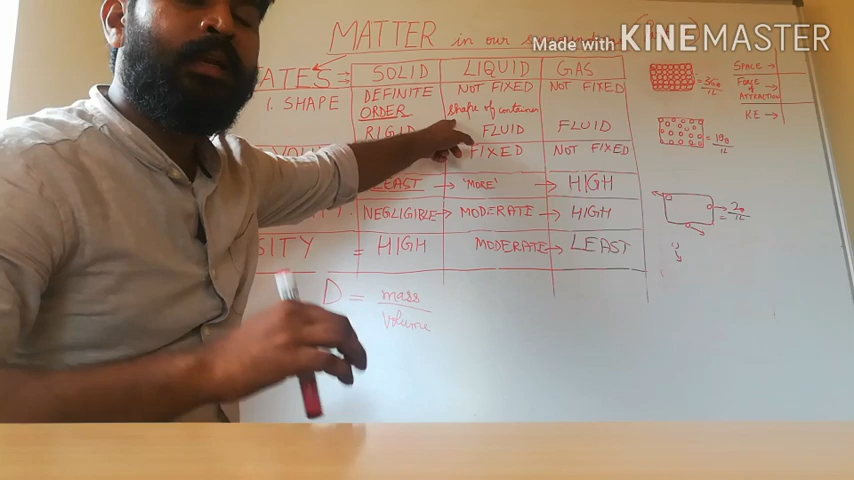 MATTER in our
Made with KINEMASTER
ATES → SOLID LIQUID GAS
1. SHAPE DEFINITE NOT FIXED NOT FIXED
ORDER shape of container
RIGID FLUID FLUID
FIXED NOT FIXED
LEAST → 'MORE' → HIGH
NEGLIGIBLE → MODERATE → HIGH
SITY = HIGH MODERATE → LEAST
D = mass
volume
SPACE →
Force
of
ATTRACTION
KE →